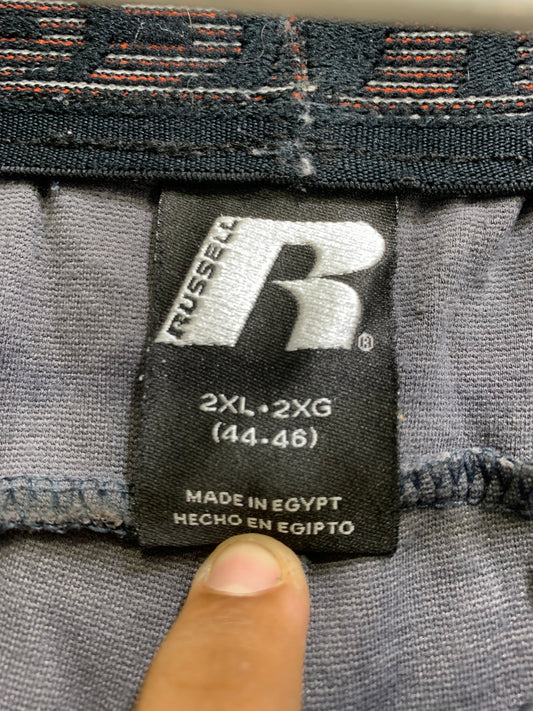 RUSSELL
R®
2XL·2XG
(44-46)
MADE IN EGYPT
HECHO EN EGIPTO